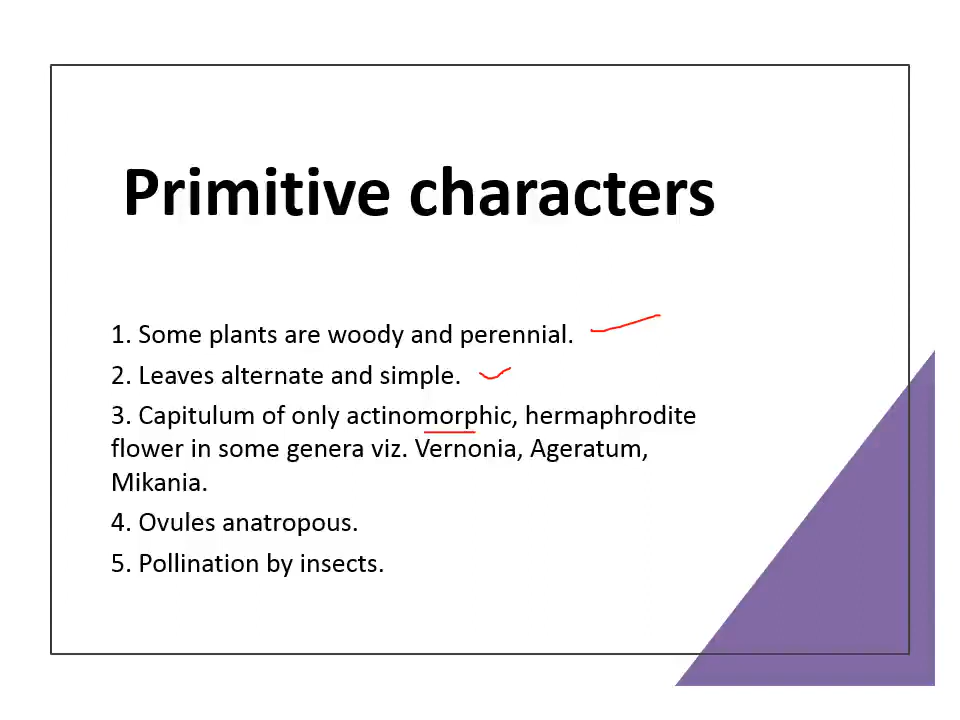 Primitive characters
1. Some plants are woody and perennial.
2. Leaves alternate and simple.
3. Capitulum of only actinomorphic, hermaphrodite
flower in some genera viz. Vernonia, Ageratum,
Mikania.
4. Ovules anatropous.
5. Pollination by insects.